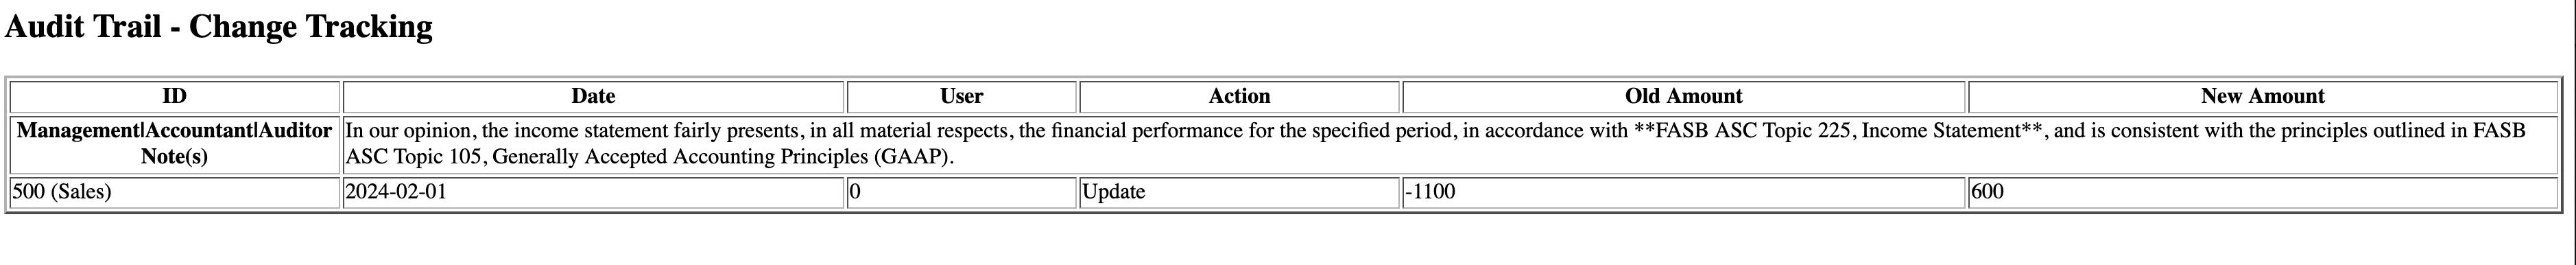 Audit Trail - Change Tracking
ID Date User Action Old Amount New Amount
Management|Accountant|Auditor Note(s) In our opinion, the income statement fairly presents, in all material respects, the financial performance for the specified period, in accordance with **FASB ASC Topic 225, Income Statement**, and is consistent with the principles outlined in FASB
ASC Topic 105, Generally Accepted Accounting Principles (GAAP).
500 (Sales) 2024-02-01 0 Update -1100 600